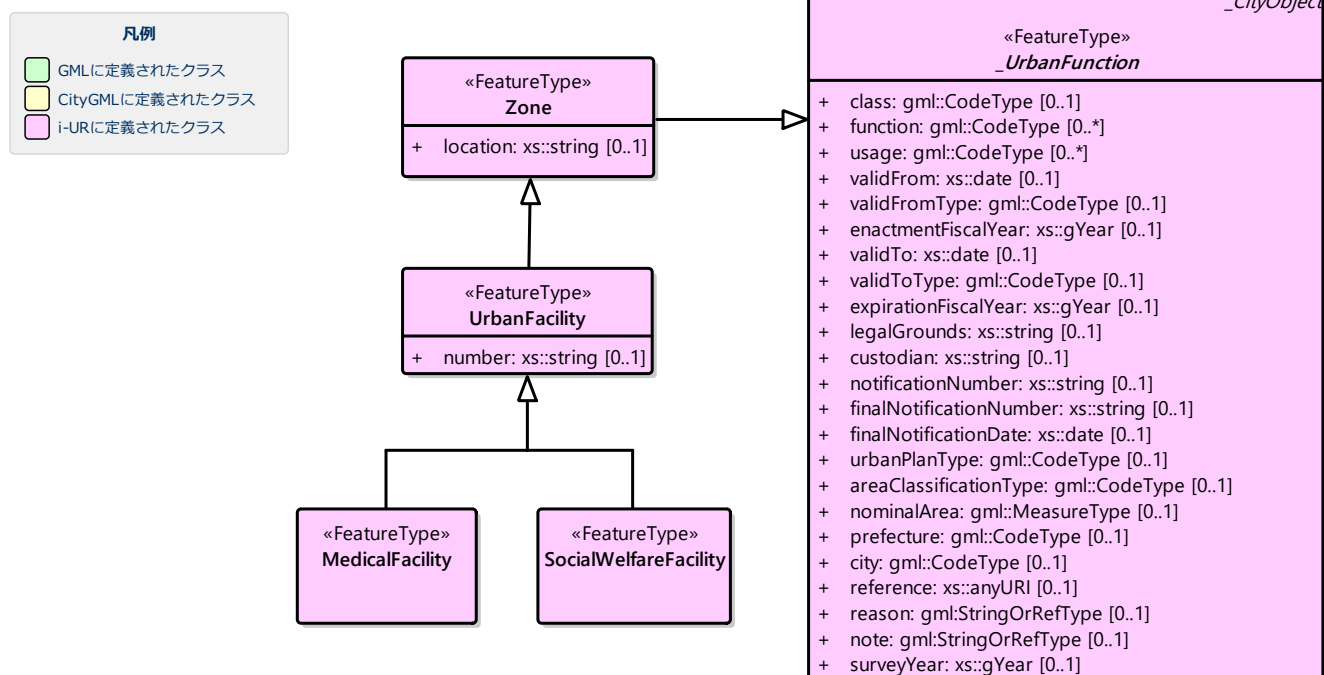 凡例
GMLに定義されたクラス
CityGMLに定義されたクラス
i-URに定義されたクラス
«FeatureType»
Zone
+ location: xs::string [0..1]
«FeatureType»
UrbanFacility
+ number: xs::string [0..1]
«FeatureType»
MedicalFacility
«FeatureType»
SocialWelfareFacility
_CityObject
«FeatureType»
_UrbanFunction
+ class: gml::CodeType [0..1]
+ function: gml::CodeType [0..*]
+ usage: gml::CodeType [0..*]
+ validFrom: xs::date [0..1]
+ validFromType: gml::CodeType [0..1]
+ enactmentFiscalYear: xs::gYear [0..1]
+ validTo: xs::date [0..1]
+ validToType: gml::CodeType [0..1]
+ expirationFiscalYear: xs::gYear [0..1]
+ legalGrounds: xs::string [0..1]
+ custodian: xs::string [0..1]
+ notificationNumber: xs::string [0..1]
+ finalNotificationNumber: xs::string [0..1]
+ finalNotificationDate: xs::date [0..1]
+ urbanPlanType: gml::CodeType [0..1]
+ areaClassificationType: gml::CodeType [0..1]
+ nominalArea: gml::MeasureType [0..1]
+ prefecture: gml::CodeType [0..1]
+ city: gml::CodeType [0..1]
+ reference: xs::anyURI [0..1]
+ reason: gml:StringOrRefType [0..1]
+ note: gml:StringOrRefType [0..1]
+ surveyYear: xs::gYear [0..1]